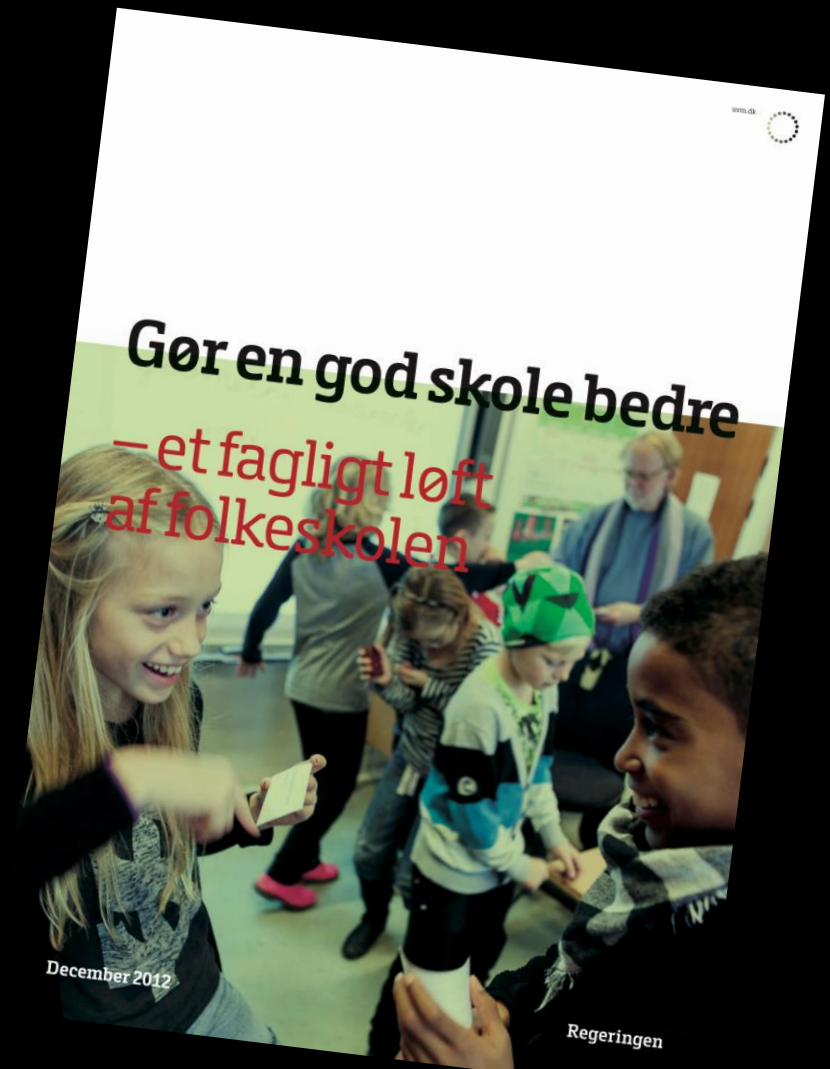 uvm.dk
Gør en god skole bedre
– et fagligt løft
af folkeskolen
December 2012
Regeringen